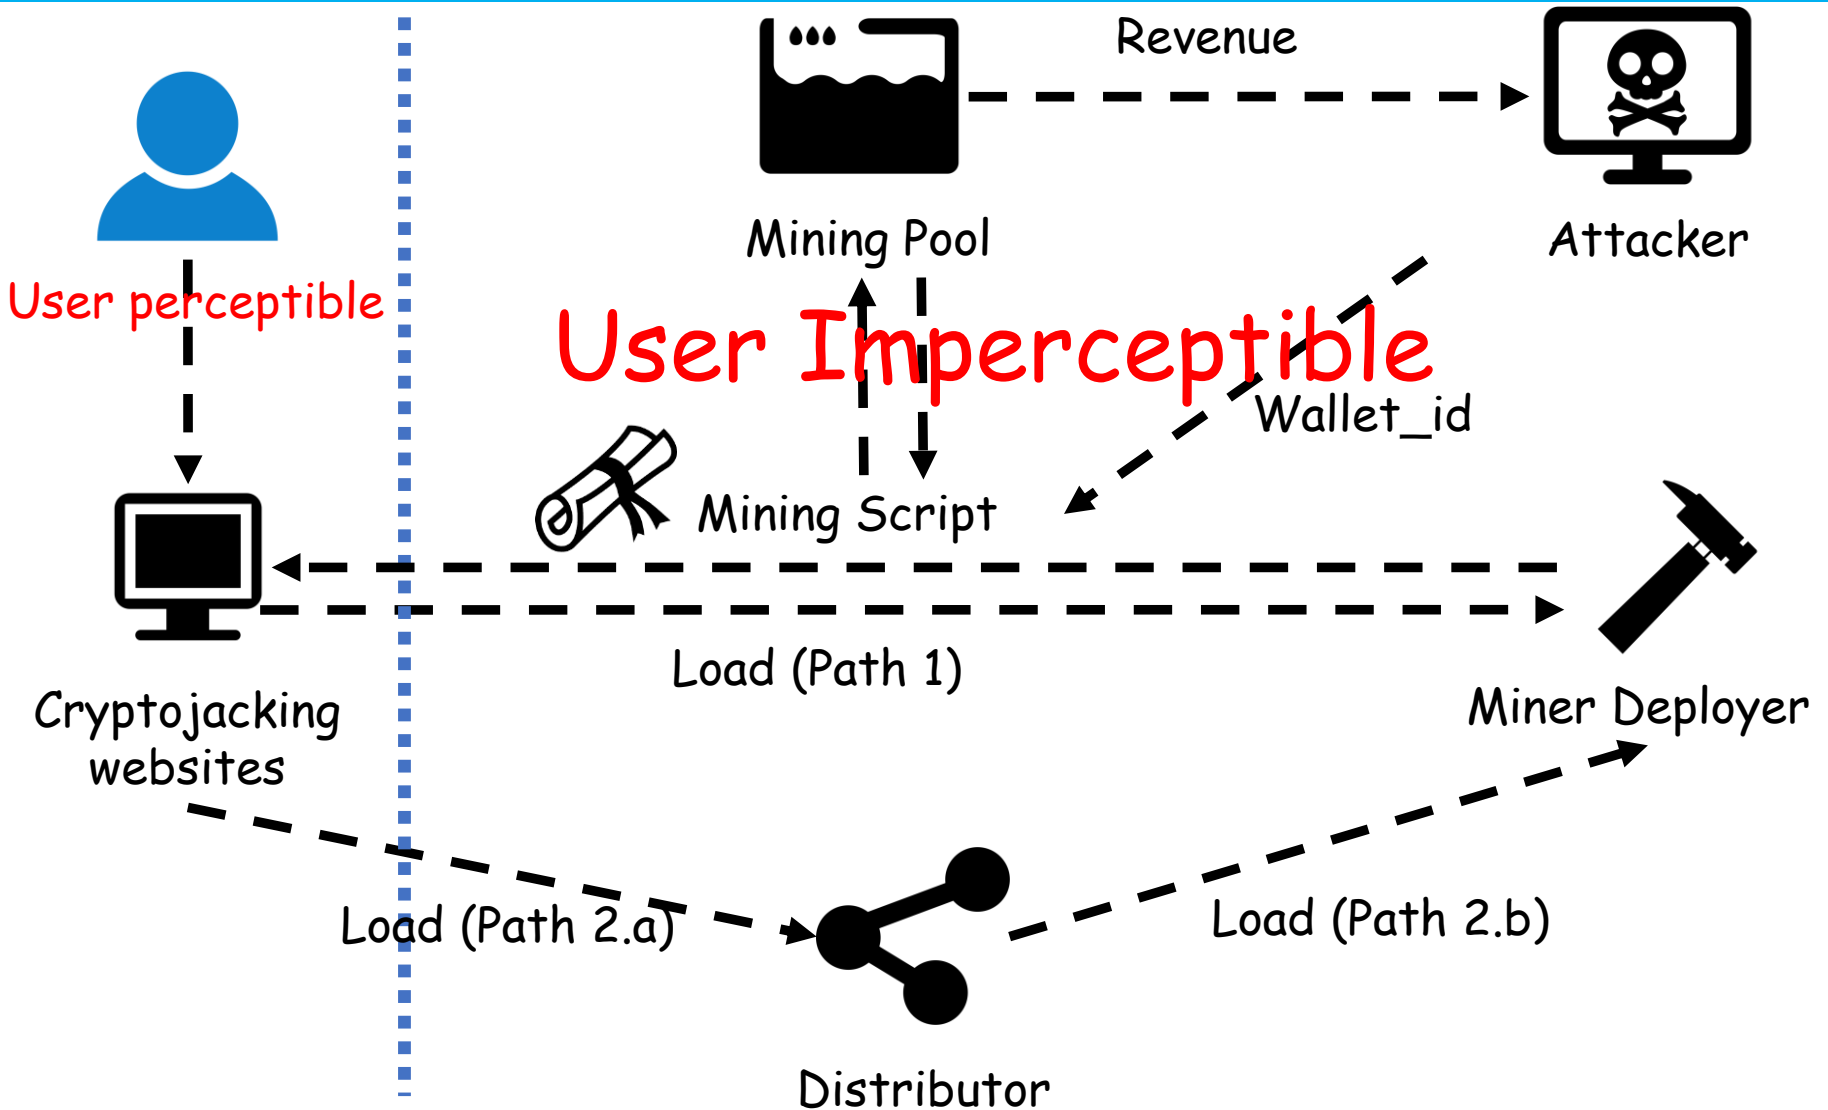 Revenue
Mining Pool
Attacker
User perceptible
User Imperceptible
Wallet_id
Mining Script
Load (Path 1)
Cryptojacking
websites
Miner Deployer
Load (Path 2.a)
Load (Path 2.b)
Distributor